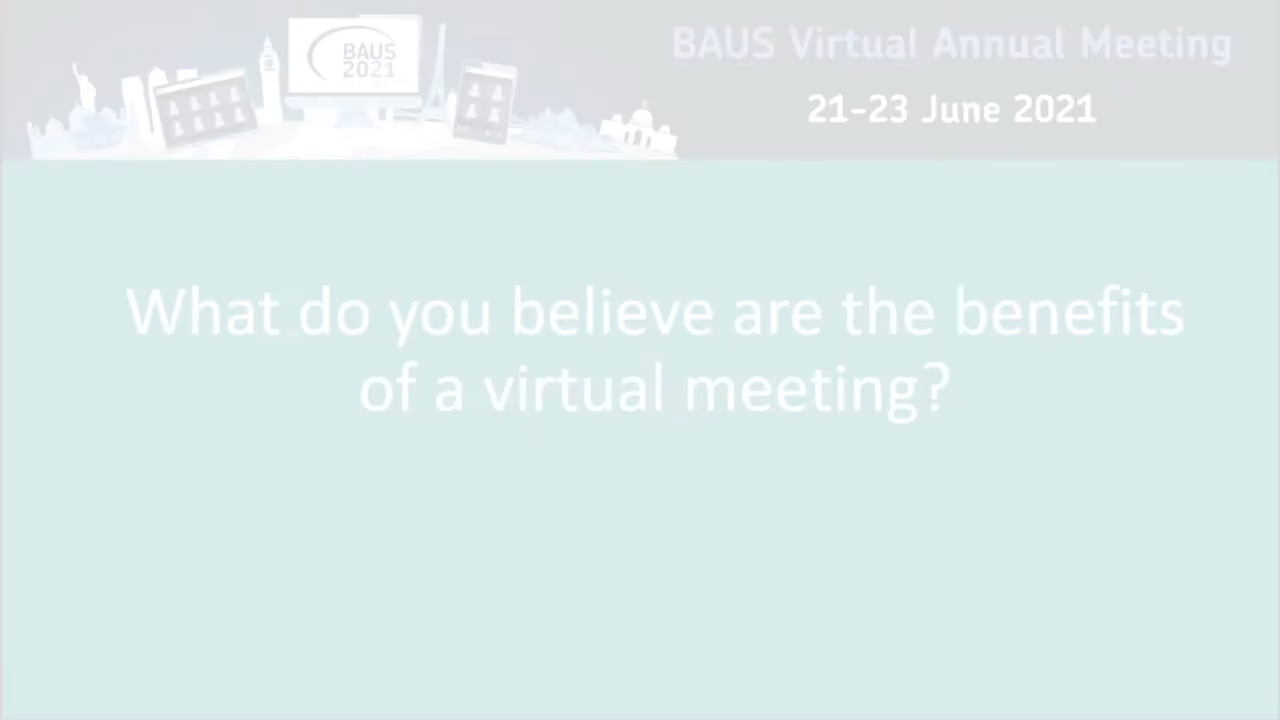 BAUS
2021
BAUS Virtual Annual Meeting
21-23 June 2021
What do you believe are the benefits
of a virtual meeting?